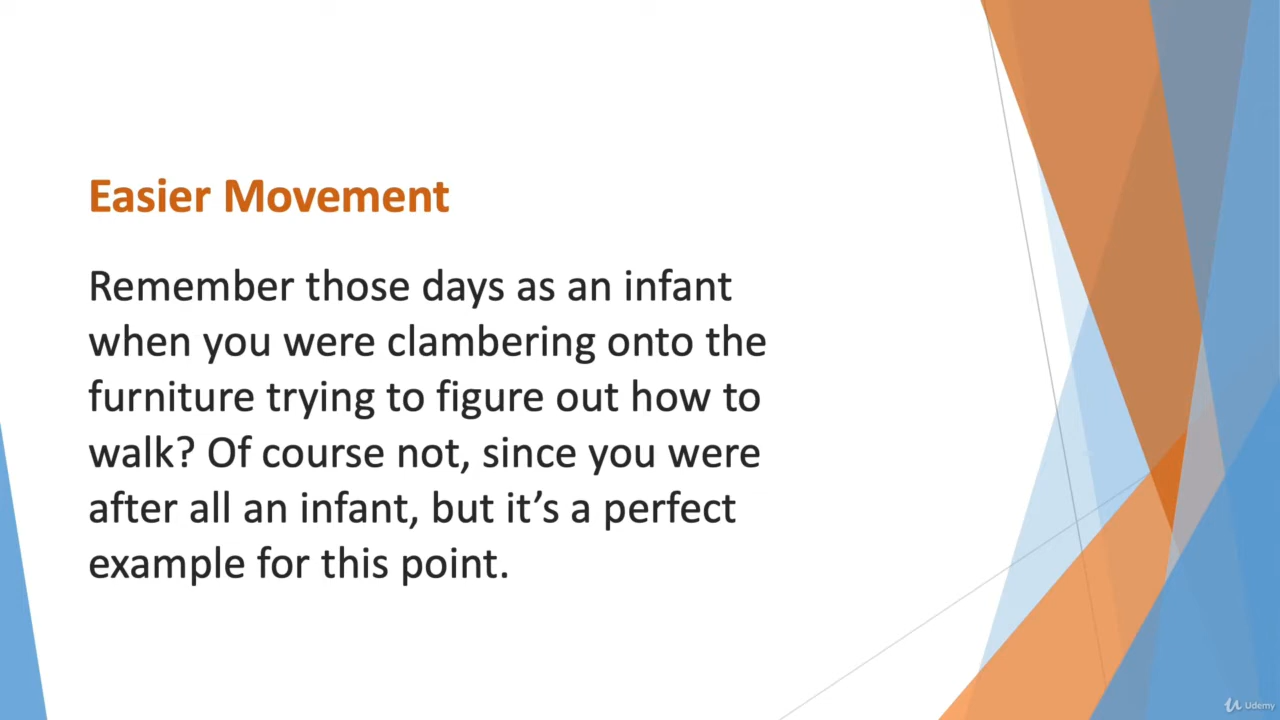 Easier Movement
Remember those days as an infant
when you were clambering onto the
furniture trying to figure out how to
walk? Of course not, since you were
after all an infant, but it’s a perfect
example for this point.
Udemy